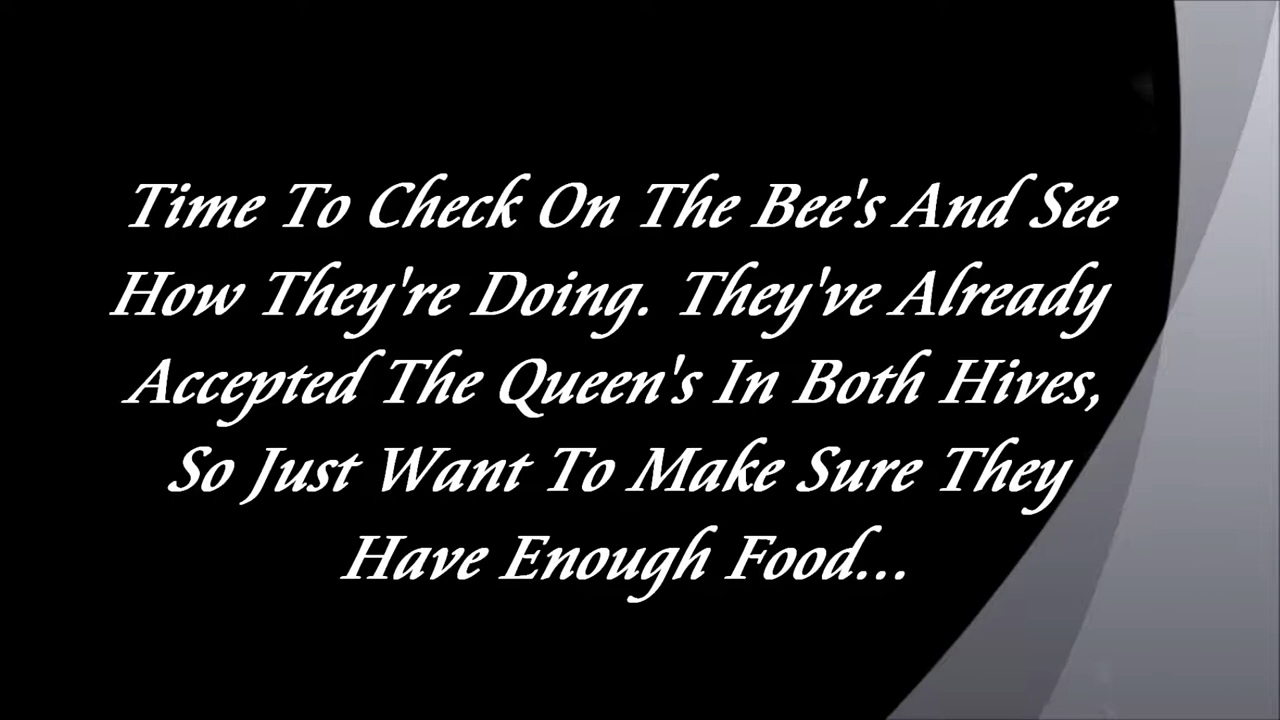 Time To Check On The Bee's And See
How They're Doing. They've Already
Accepted The Queen's In Both Hives,
So Just Want To Make Sure They
Have Enough Food...